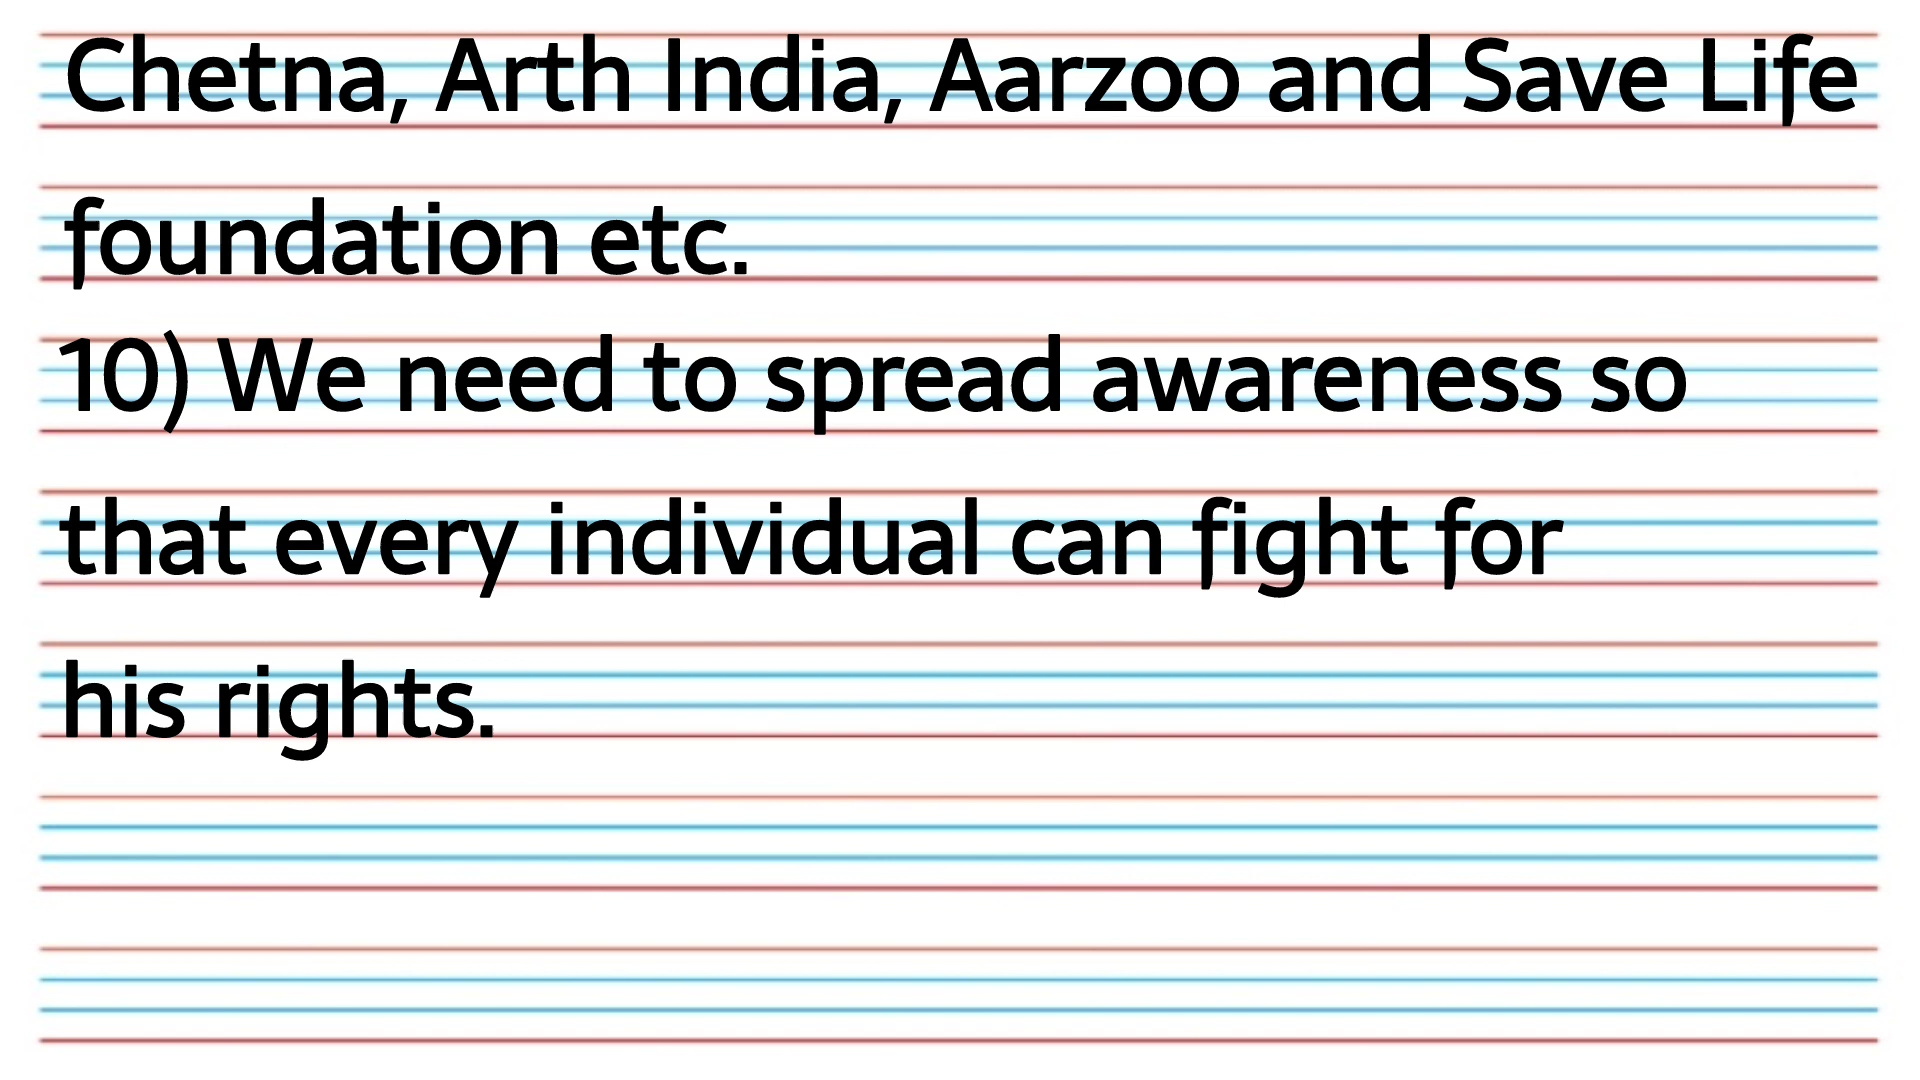 Chetna, Arth India, Aarzoo and Save Life
foundation etc.
10) We need to spread awareness so
that every individual can fight for
his rights.